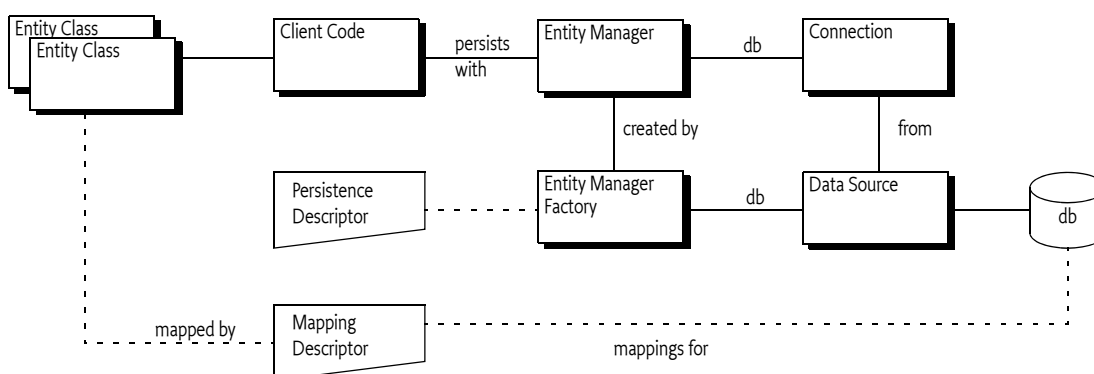 Entity Class
Entity Class
Client Code
persists
with
Entity Manager
db
Connection
created by
from
Persistence
Descriptor
Entity Manager
Factory
db
Data Source
db
mapped by
Mapping
Descriptor
mappings for